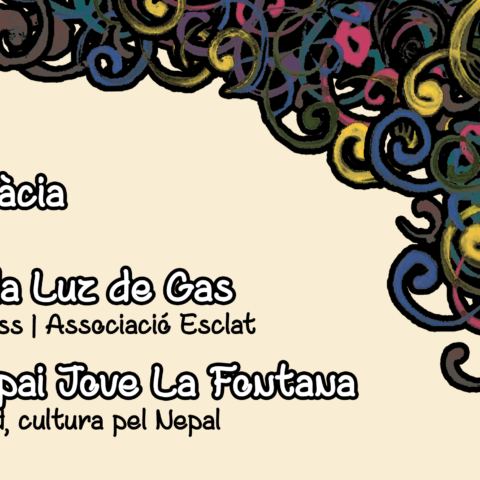 àcia
la Luz de Gas
ss | Associació Esclat
pai Jove La Fontana
, cultura pel Nepal